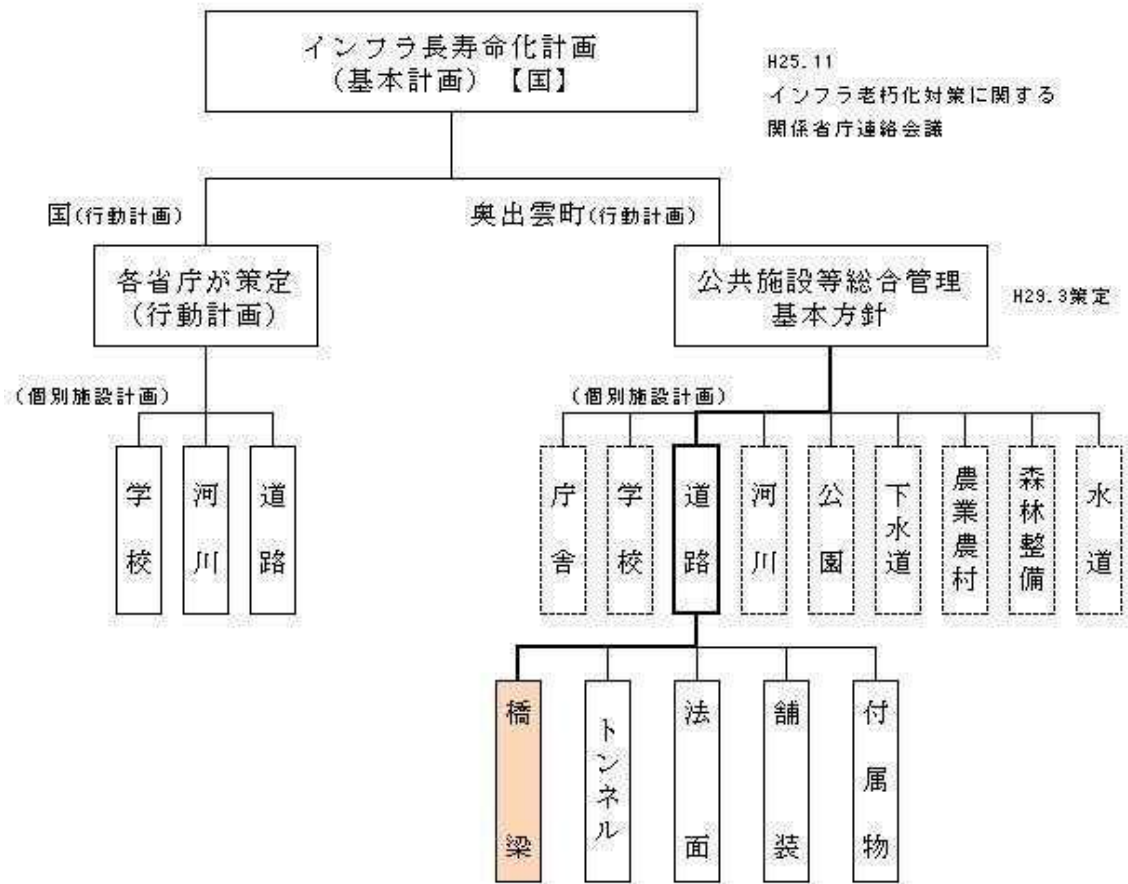 インフラ長寿命化計画
(基本計画)【国】
H25.11
インフラ老朽化対策に関する
関係省庁連絡会議
国(行動計画)
奥出雲町(行動計画)
各省庁が策定
(行動計画)
公共施設等総合管理
基本方針
H29.3策定
(個別施設計画)
(個別施設計画)
学校
河川
道路
庁舎
学校
道路
河川
公園
下水道
農業農村
森林整備
水道
橋梁
トンネル
法面
舗装
付属物